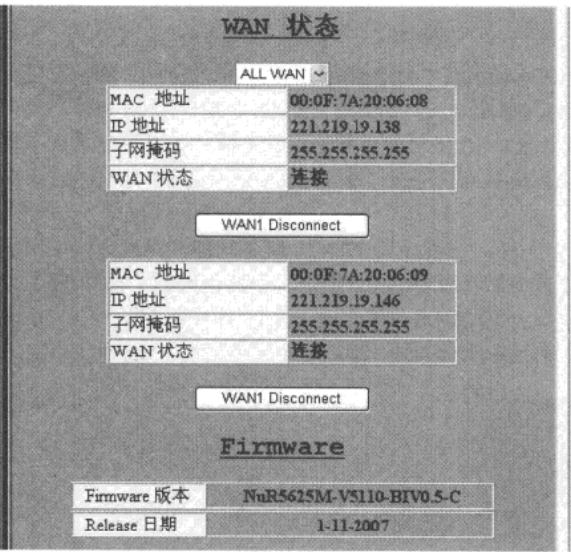 WAN 状态
ALL WAN
MAC 地址 00:0F:7A:20:06:08
IP 地址 221.219.19.138
子网掩码 255.255.255.255
WAN 状态 连接
WAN1 Disconnect
MAC 地址 00:0F:7A:20:06:09
IP 地址 221.219.19.146
子网掩码 255.255.255.255
WAN 状态 连接
WAN1 Disconnect
Firmware
Firmware 版本 NuR5625M-V5110-BIV0.5-C
Release 日期 1-11-2007